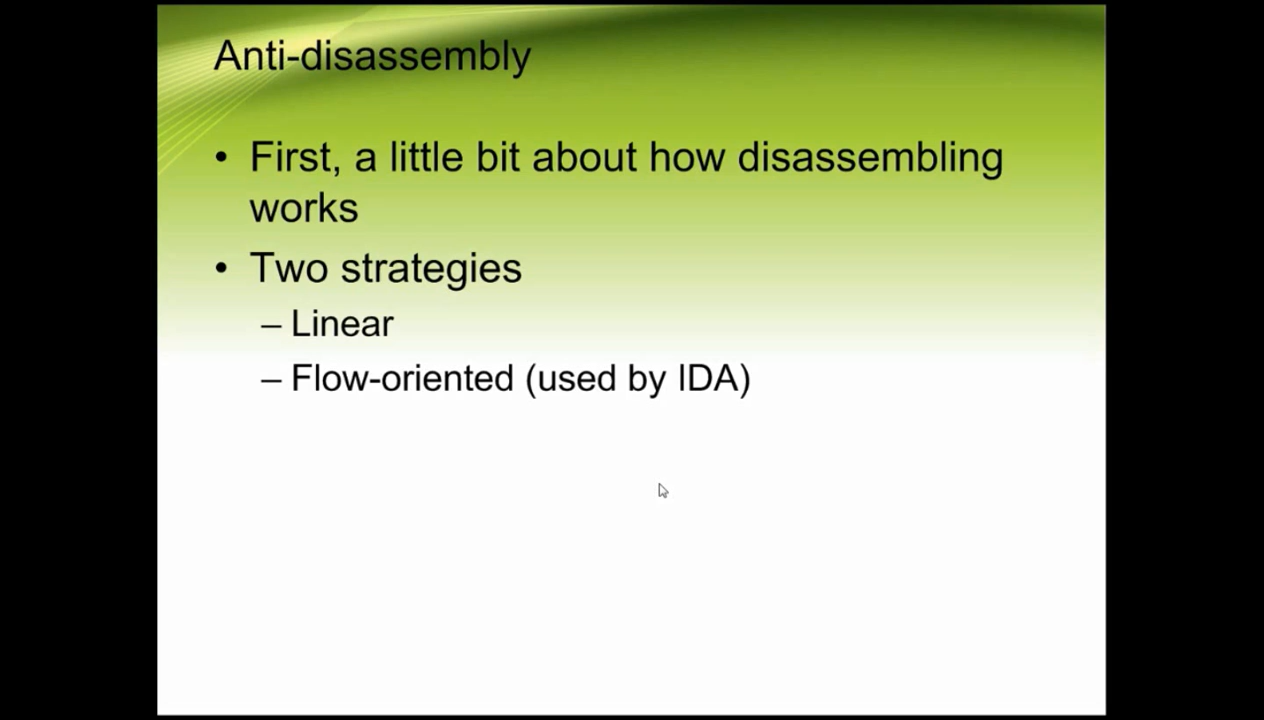 Anti-disassembly
• First, a little bit about how disassembling
works
• Two strategies
– Linear
– Flow-oriented (used by IDA)